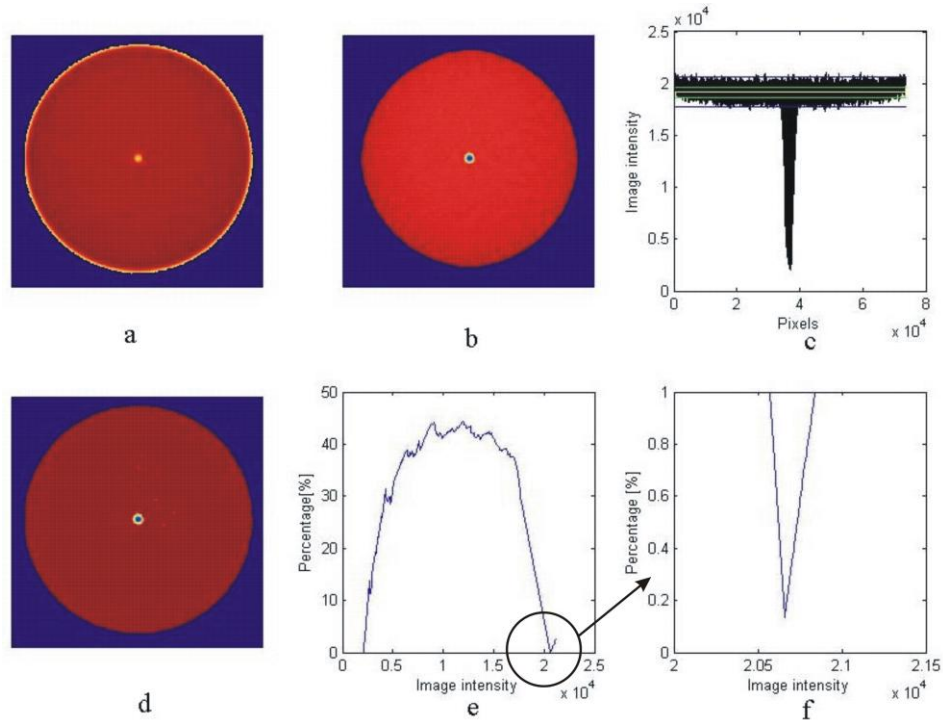 a
b
x 10^4
2.5
2
1.5
1
0.5
0
0 2 4 6 8
Image intensity
Pixels
x 10^4
c
d
50
40
30
20
10
0
0 0.5 1 1.5 2 2.5
Percentage[%]
Image intensity
x 10^4
e
1
0.8
0.6
0.4
0.2
0
2 2.05 2.1 2.15
Percentage [%]
Image intensity
x 10^4
f